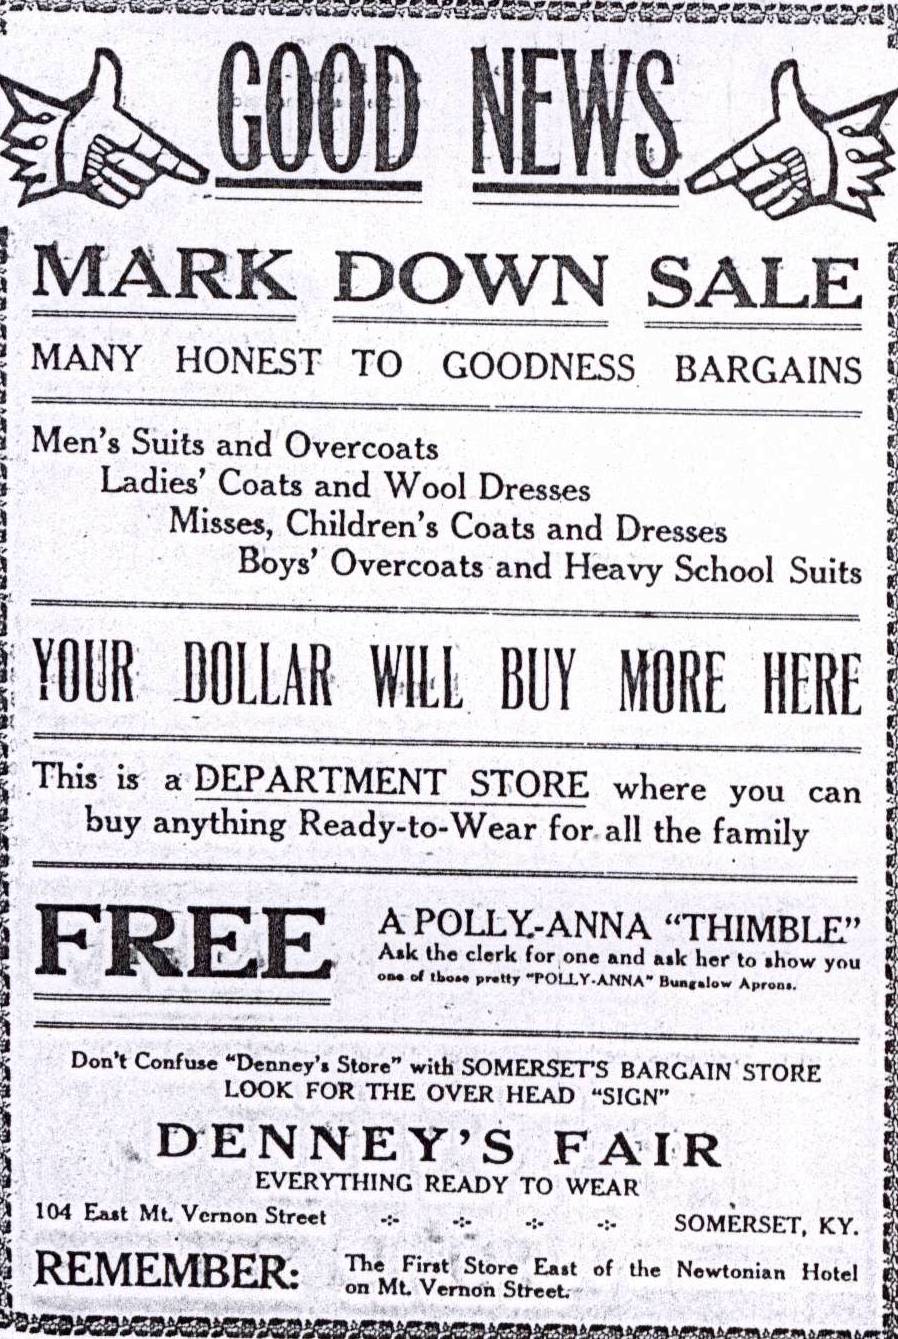 GOOD NEWS
MARK DOWN SALE
MANY HONEST TO GOODNESS BARGAINS
Men's Suits and Overcoats
Ladies' Coats and Wool Dresses
Misses, Children's Coats and Dresses
Boys' Overcoats and Heavy School Suits
YOUR DOLLAR WILL BUY MORE HERE
This is a DEPARTMENT STORE where you can
buy anything Ready-to-Wear for all the family
FREE
A POLLY-ANNA "THIMBLE"
Ask the clerk for one and ask her to show you
one of those pretty "POLLY-ANNA" Bungalow Aprons.
Don't Confuse "Denney's Store" with SOMERSET'S BARGAIN STORE
LOOK FOR THE OVER HEAD "SIGN"
DENNEY'S FAIR
EVERYTHING READY TO WEAR
104 East Mt. Vernon Street SOMERSET, KY.
REMEMBER: The First Store East of the Newtonian Hotel
on Mt. Vernon Street.